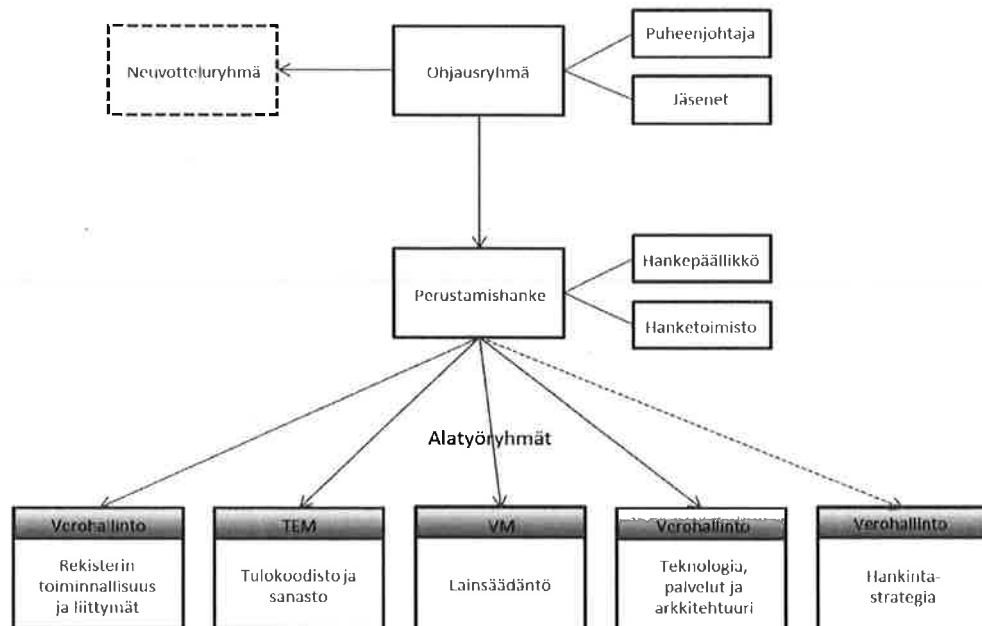 Puheenjohtaja
Neuvotteluryhmä
Ohjausryhmä
Jäsenet
Hankepäällikkö
Perustamishanke
Hanketoimisto
Alatyöryhmät
Verohallinto
Rekisterin
toiminnallisuus
ja liittymät
TEM
Tulokoodisto ja
sanasto
VM
Lainsäädäntö
Verohallinto
Teknologia,
palvelut ja
arkkitehtuuri
Verohallinto
Hankinta-
strategia